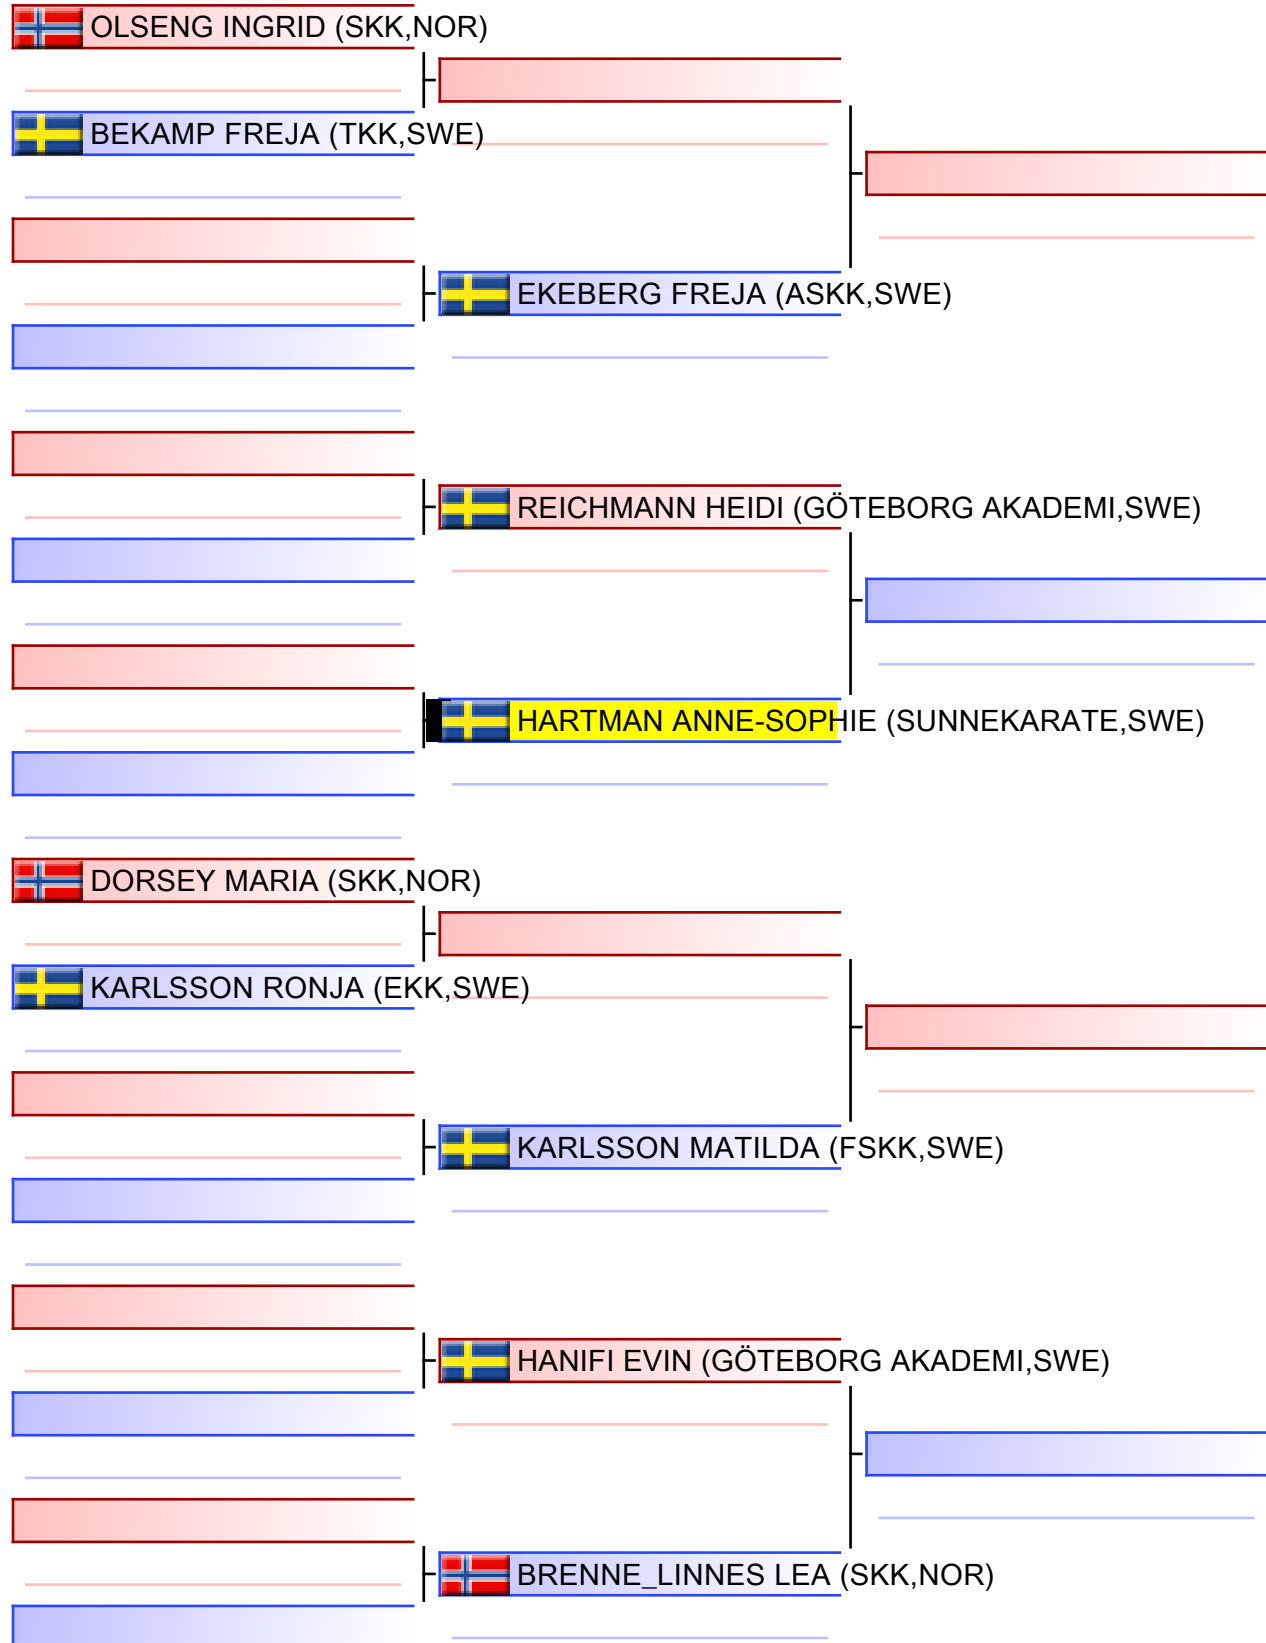 OLSENG INGRID (SKK,NOR)
BEKAMP FREJA (TKK,SWE)
EKEBERG FREJA (ASKK,SWE)
REICHMANN HEIDI (GÖTEBORG AKADEMI,SWE)
HARTMAN ANNE-SOPHIE (SUNNEKARATE,SWE)
DORSEY MARIA (SKK,NOR)
KARLSSON RONJA (EKK,SWE)
KARLSSON MATILDA (FSKK,SWE)
HANIFI EVIN (GÖTEBORG AKADEMI,SWE)
BRENNE_LINNES LEA (SKK,NOR)